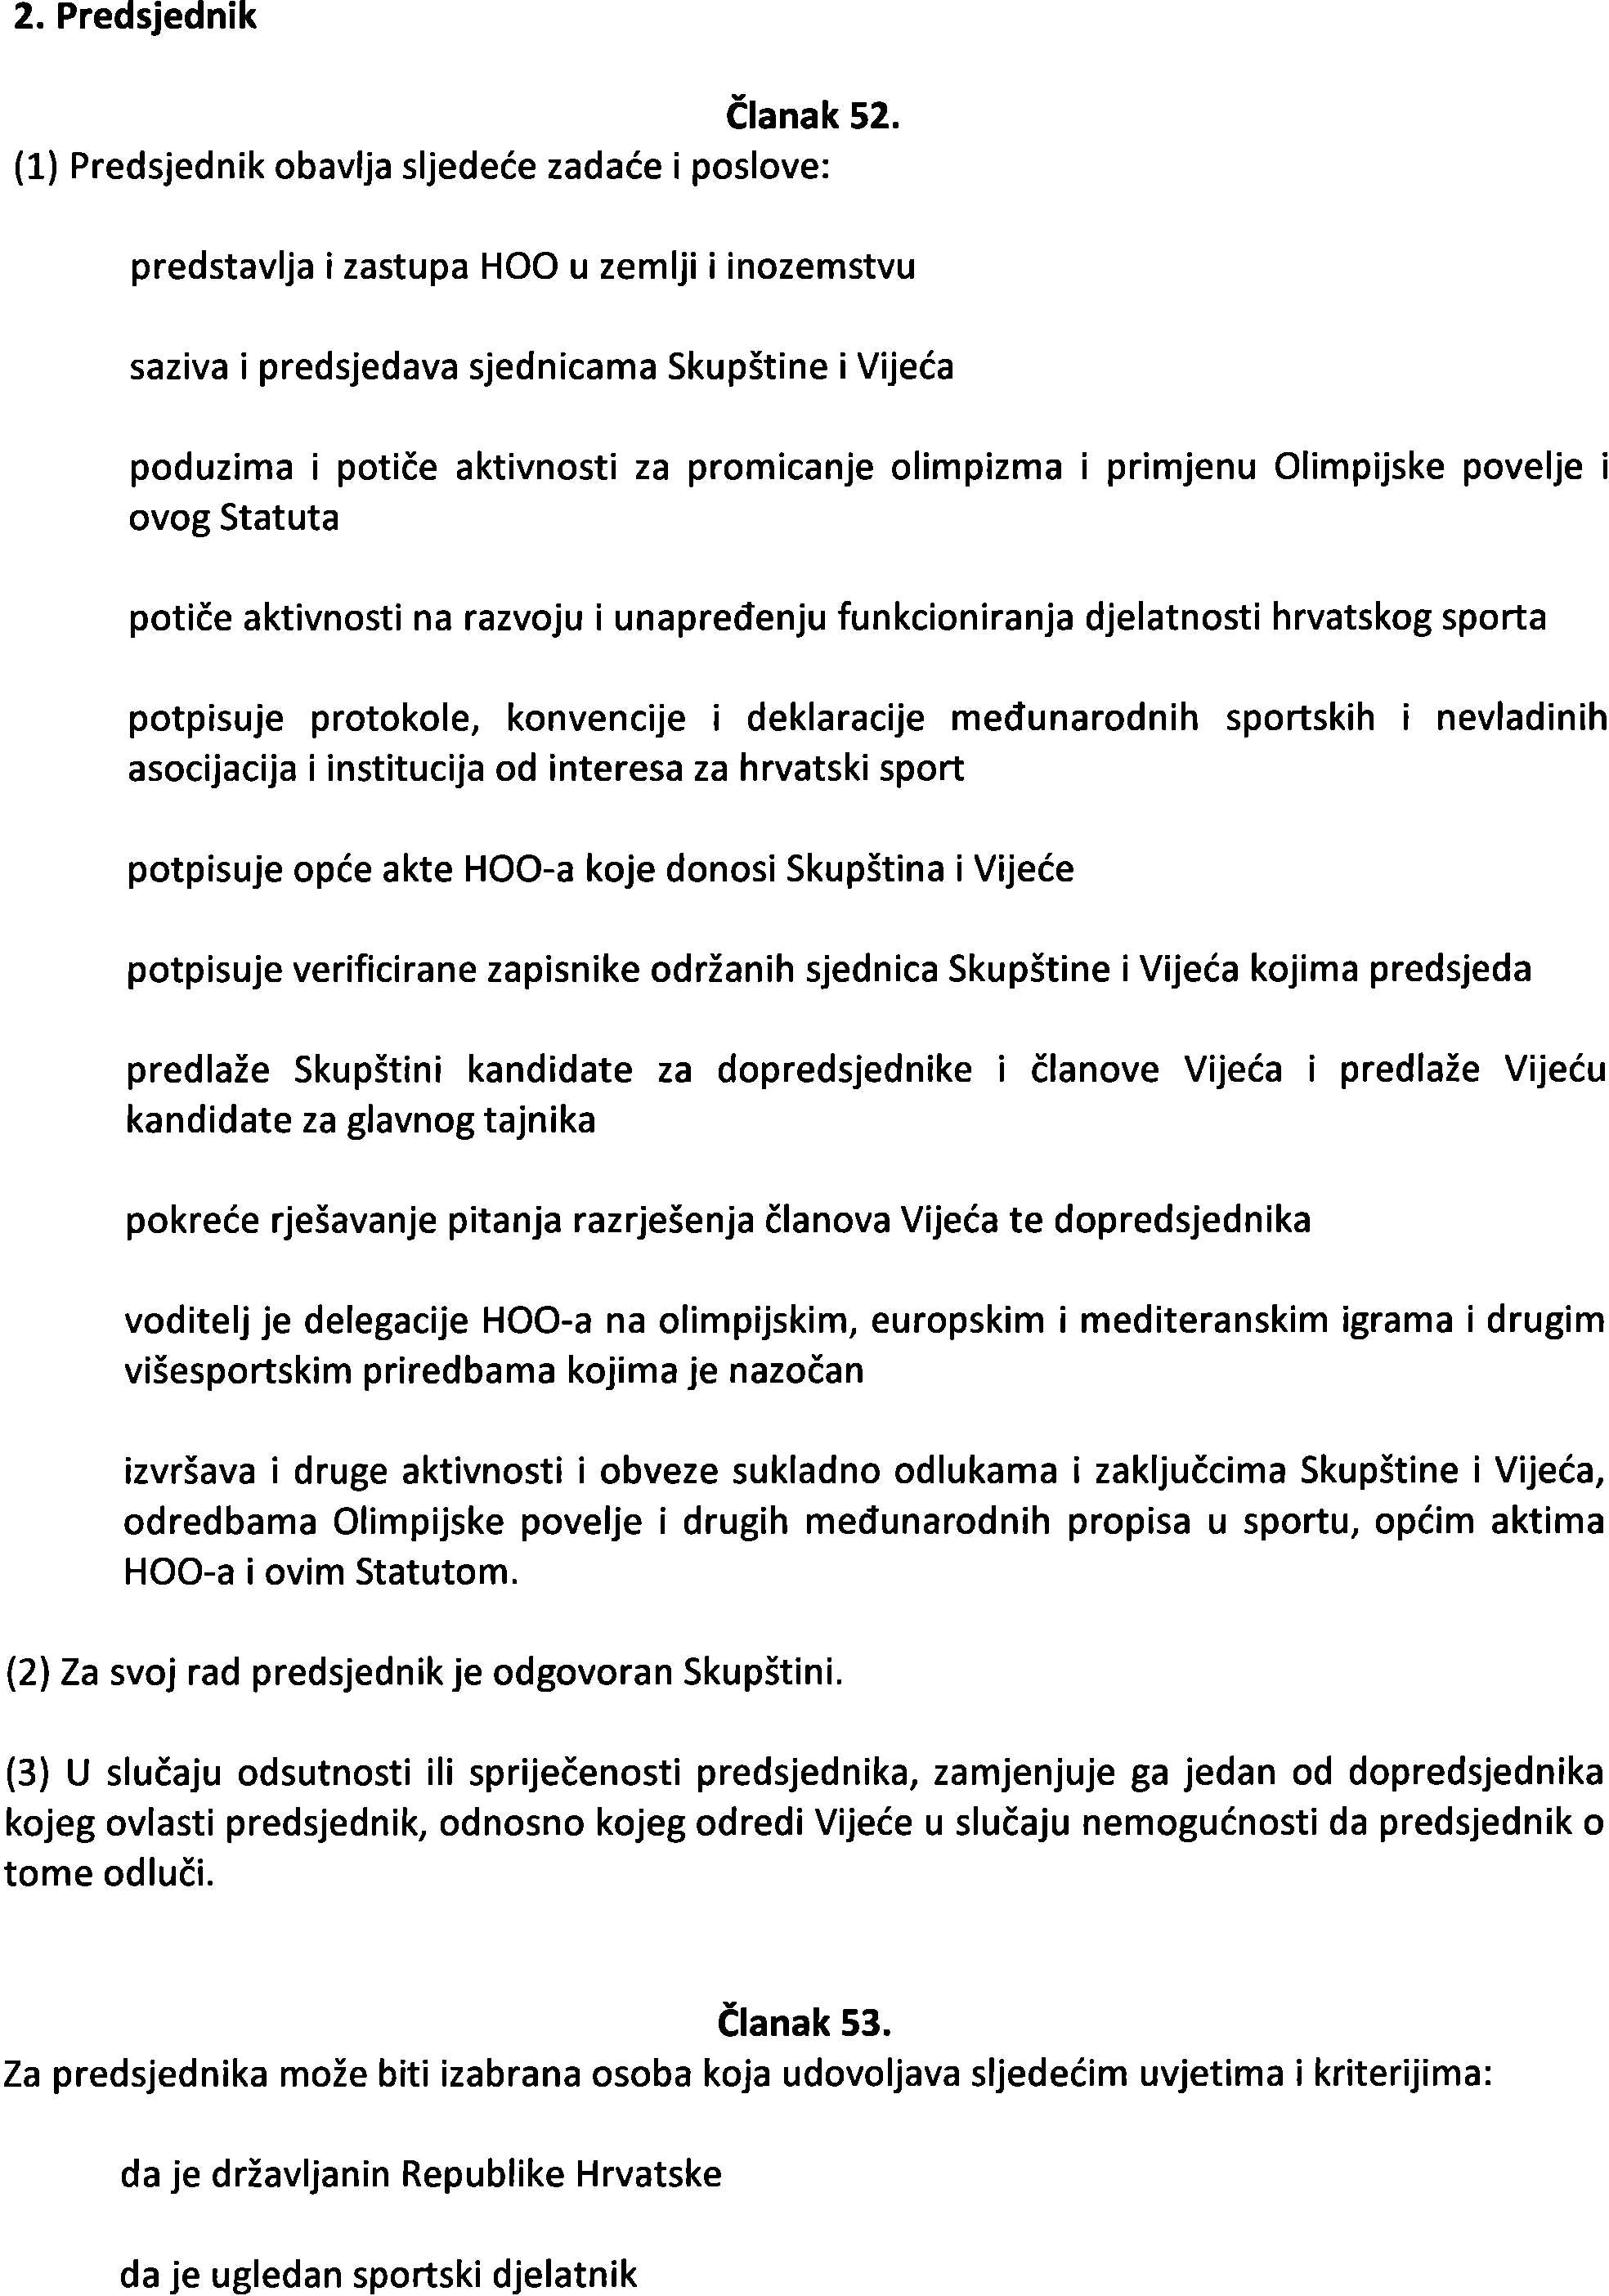 2. Predsjednik
Članak 52.
(1) Predsjednik obavlja sljedeće zadaće i poslove:
predstavlja i zastupa HOO u zemlji i inozemstvu
saziva i predsjedava sjednicama Skupštine i Vijeća
poduzima i potiče aktivnosti za promicanje olimpizma i primjenu Olimpijske povelje i
ovog Statuta
potiče aktivnosti na razvoju i unapređenju funkcioniranja djelatnosti hrvatskog sporta
potpisuje protokole, konvencije i deklaracije međunarodnih sportskih i nevladinih
asocijacija i institucija od interesa za hrvatski sport
potpisuje opće akte HOO-a koje donosi Skupština i Vijeće
potpisuje verificirane zapisnike održanih sjednica Skupštine i Vijeća kojima predsjeda
predlaže Skupštini kandidate za dopredsjednike i članove Vijeća i predlaže Vijeću
kandidate za glavnog tajnika
pokreće rješavanje pitanja razrješenja članova Vijeća te dopredsjednika
voditelj je delegacije HOO-a na olimpijskim, europskim i mediteranskim igrama i drugim
višesportskim priredbama kojima je nazočan
izvršava i druge aktivnosti i obveze sukladno odlukama i zaključcima Skupštine i Vijeća,
odredbama Olimpijske povelje i drugih međunarodnih propisa u sportu, općim aktima
HOO-a i ovim Statutom.
(2) Za svoj rad predsjednik je odgovoran Skupštini.
(3) U slučaju odsutnosti ili spriječenosti predsjednika, zamjenjuje ga jedan od dopredsjednika
kojeg ovlasti predsjednik, odnosno kojeg odredi Vijeće u slučaju nemogućnosti da predsjednik o
tome odluči.
Članak 53.
Za predsjednika može biti izabrana osoba koja udovoljava sljedećim uvjetima i kriterijima:
da je državljanin Republike Hrvatske
da je ugledan sportski djelatnik